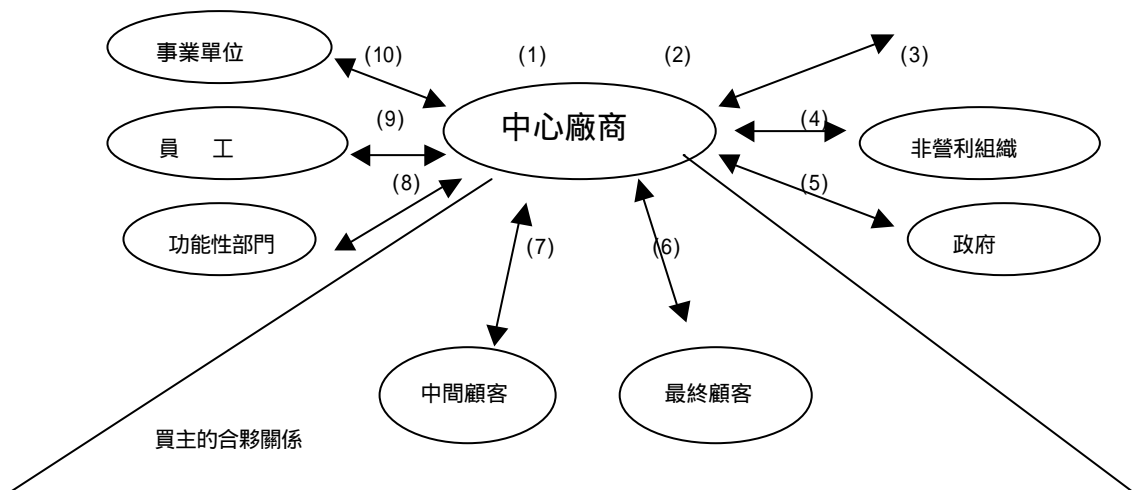 事業單位
(10)
(1)
(2)
(3)
中心廠商
(9)
(4)
員 工
非營利組織
(8)
(5)
功能性部門
(7)
(6)
政府
中間顧客
最終顧客
買主的合夥關係